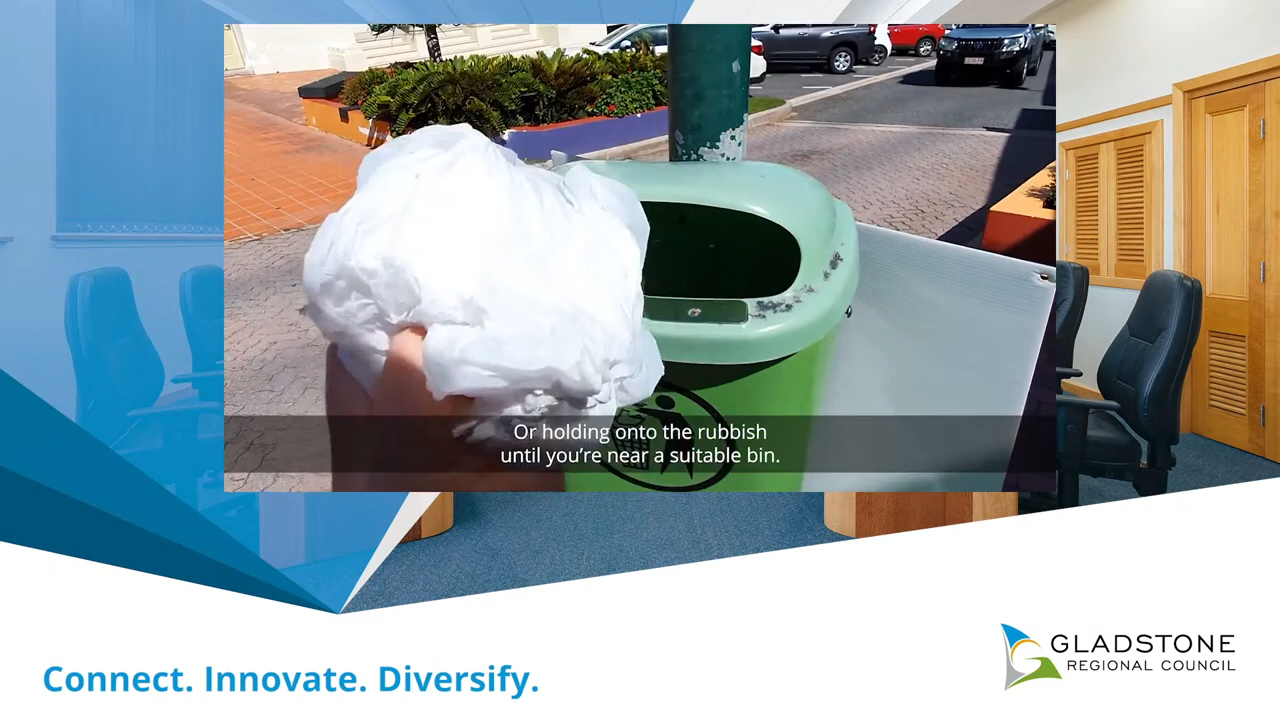 Or holding onto the rubbish
until you're near a suitable bin.
Connect. Innovate. Diversify.
GLADSTONE
REGIONAL COUNCIL